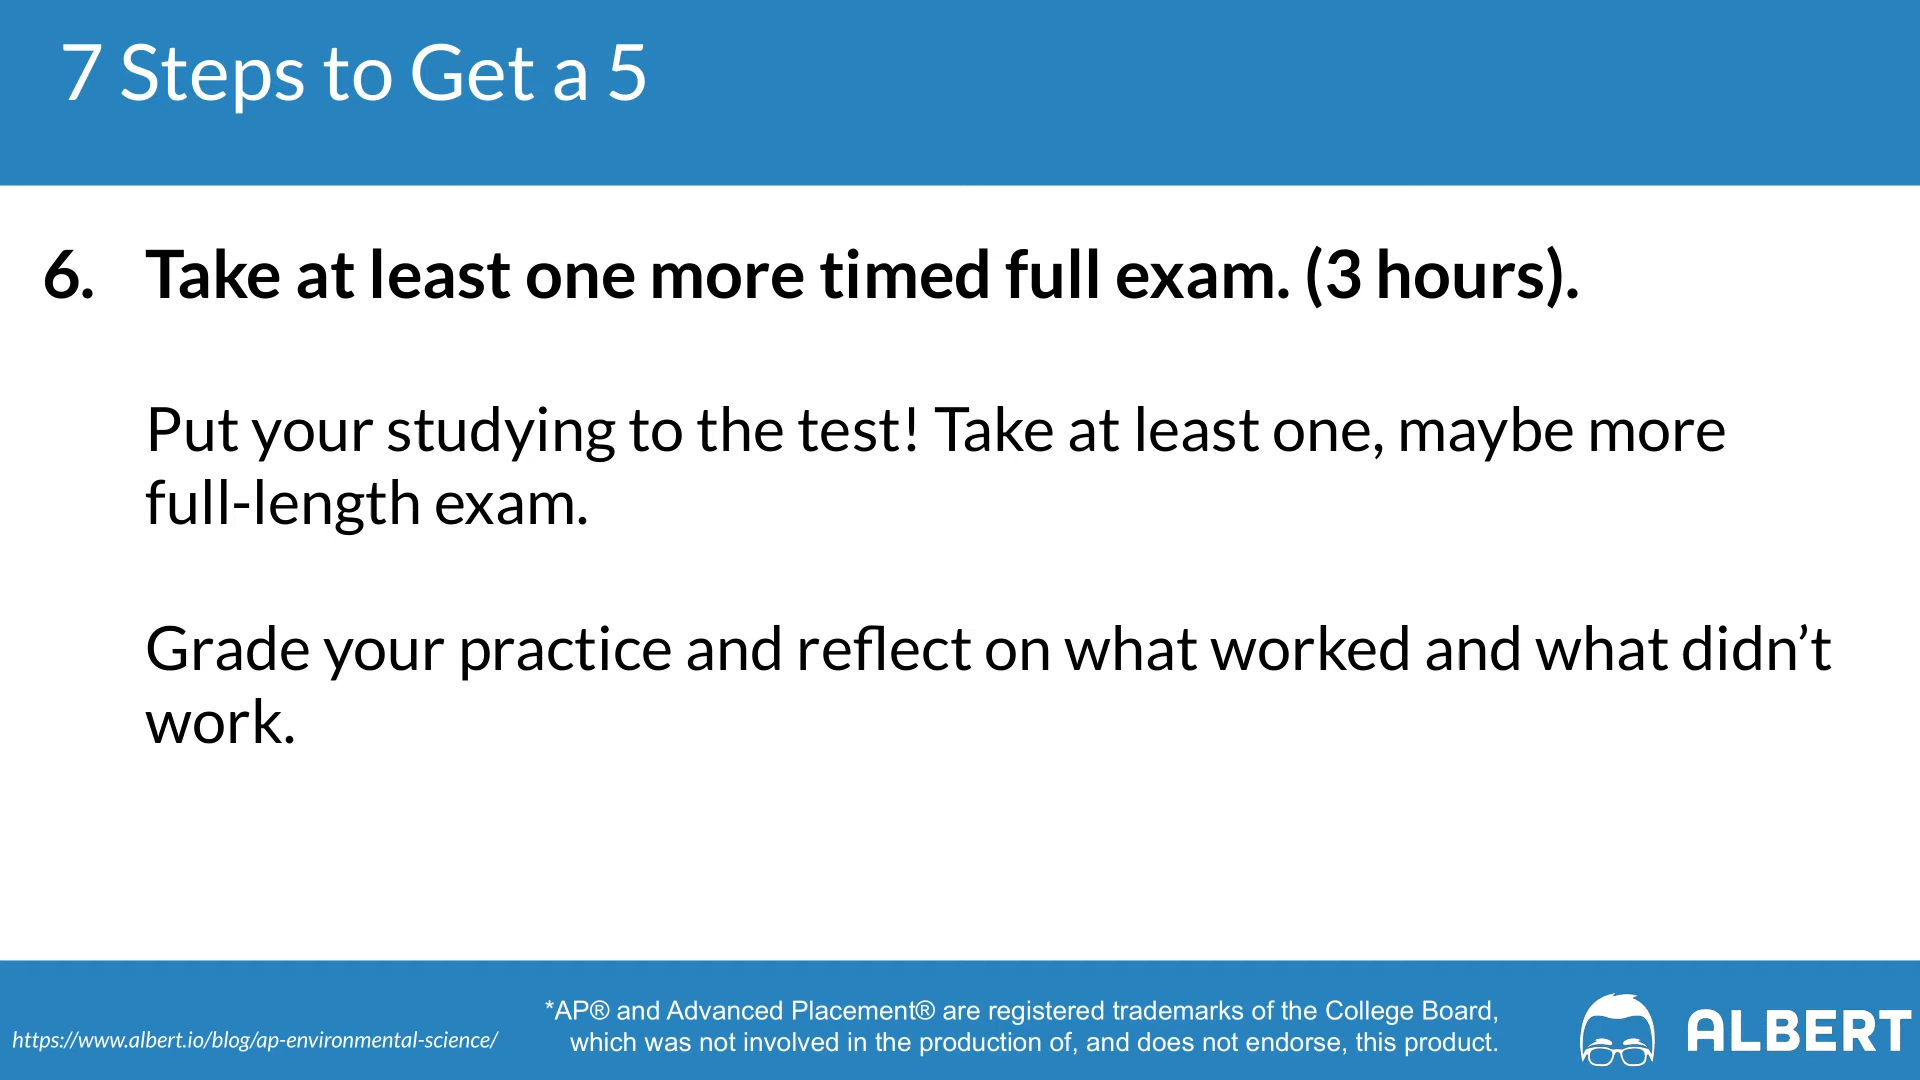 7 Steps to Get a 5
6. Take at least one more timed full exam. (3 hours).
Put your studying to the test! Take at least one, maybe more
full-length exam.
Grade your practice and reflect on what worked and what didn’t
work.
https://www.albert.io/blog/ap-environmental-science/
*AP® and Advanced Placement® are registered trademarks of the College Board,
which was not involved in the production of, and does not endorse, this product.
ALBERT